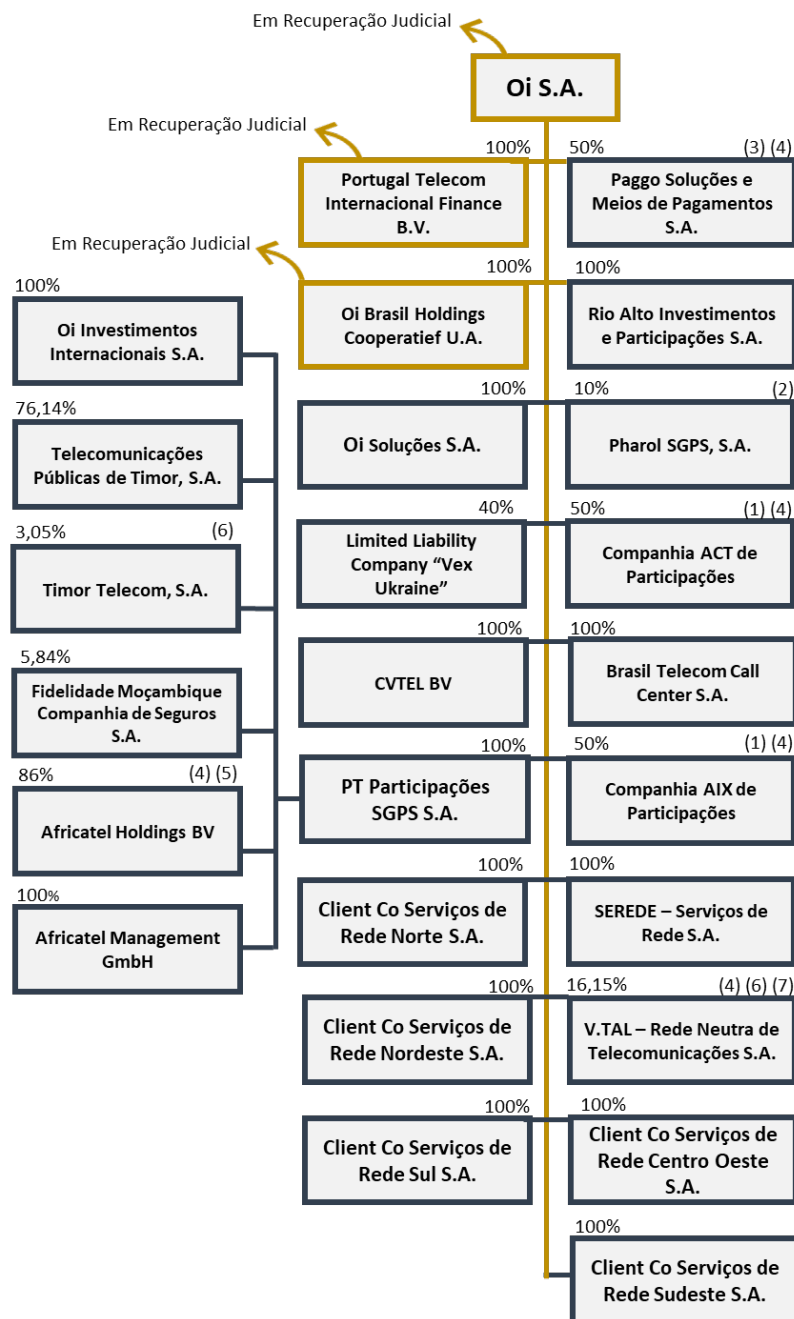 Em Recuperação Judicial
Oi S.A.
Em Recuperação Judicial
100%
Portugal Telecom
Internacional Finance
B.V.
50%
(3) (4)
Paggo Soluções e
Meios de Pagamentos
S.A.
Em Recuperação Judicial
100%
Oi Brasil Holdings
Cooperatief U.A.
100%
Rio Alto Investimentos
e Participações S.A.
100%
Oi Investimentos
Internacionais S.A.
76,14%
Telecomunicações
Públicas de Timor, S.A.
3,05%
(6)
Timor Telecom, S.A.
5,84%
Fidelidade Moçambique
Companhia de Seguros
S.A.
86%
(4) (5)
Africatel Holdings BV
100%
Africatel Management
GmbH
100%
Oi Soluções S.A.
10%
(2)
Pharol SGPS, S.A.
40%
Limited Liability
Company “Vex
Ukraine”
50%
(1) (4)
Companhia ACT de
Participações
100%
CVTEL BV
100%
Brasil Telecom Call
Center S.A.
100%
PT Participações
SGPS S.A.
50%
(1) (4)
Companhia AIX de
Participações
100%
Client Co Serviços de
Rede Norte S.A.
100%
SEREDE – Serviços de
Rede S.A.
100%
Client Co Serviços de
Rede Nordeste S.A.
16,15%
(4) (6) (7)
V.TAL – Rede Neutra de
Telecomunicações S.A.
100%
Client Co Serviços de
Rede Sul S.A.
100%
Client Co Serviços de
Rede Centro Oeste
S.A.
100%
Client Co Serviços de
Rede Sudeste S.A.